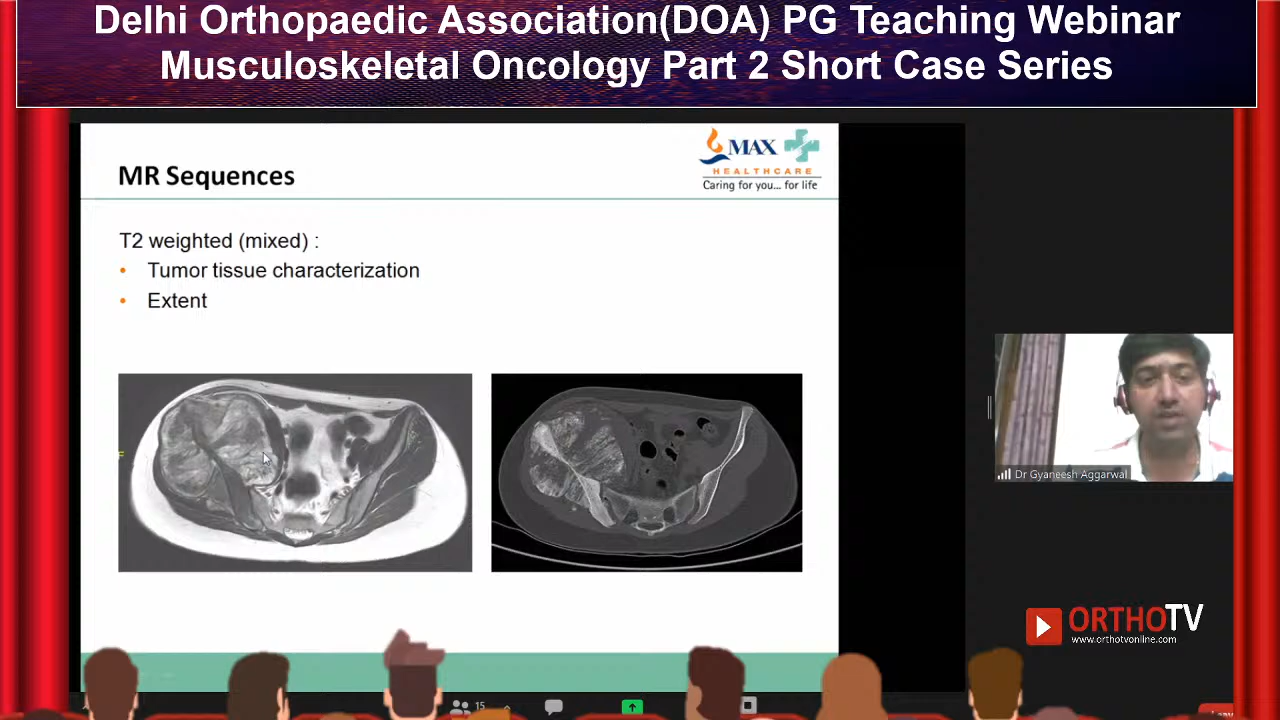 Delhi Orthopaedic Association(DOA) PG Teaching Webinar
Musculoskeletal Oncology Part 2 Short Case Series
MAX
HEALTHCARE
Caring for you... for life
MR Sequences
T2 weighted (mixed) :
• Tumor tissue characterization
• Extent
F
Dr Gyaneesh Aggarwal
ORTHOTV
www.orthotvonline.com
15